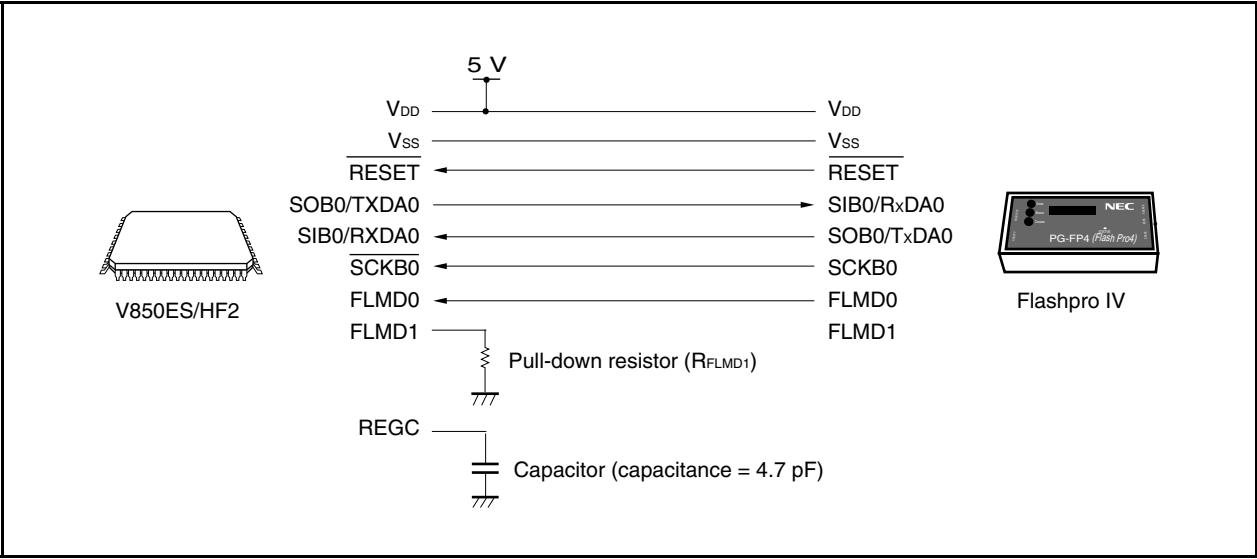 5 V
VDD VDD
VSS VSS
RESET RESET
SOB0/TXDA0 SIB0/RxDA0
SIB0/RXDA0 SOB0/TxDA0
SCKB0 SCKB0
FLMD0 FLMD0
FLMD1 FLMD1
V850ES/HF2
NEC
PG-FP4 (Flash Pro4)
Flashpro IV
Pull-down resistor (RFLMD1)
REGC
Capacitor (capacitance = 4.7 pF)